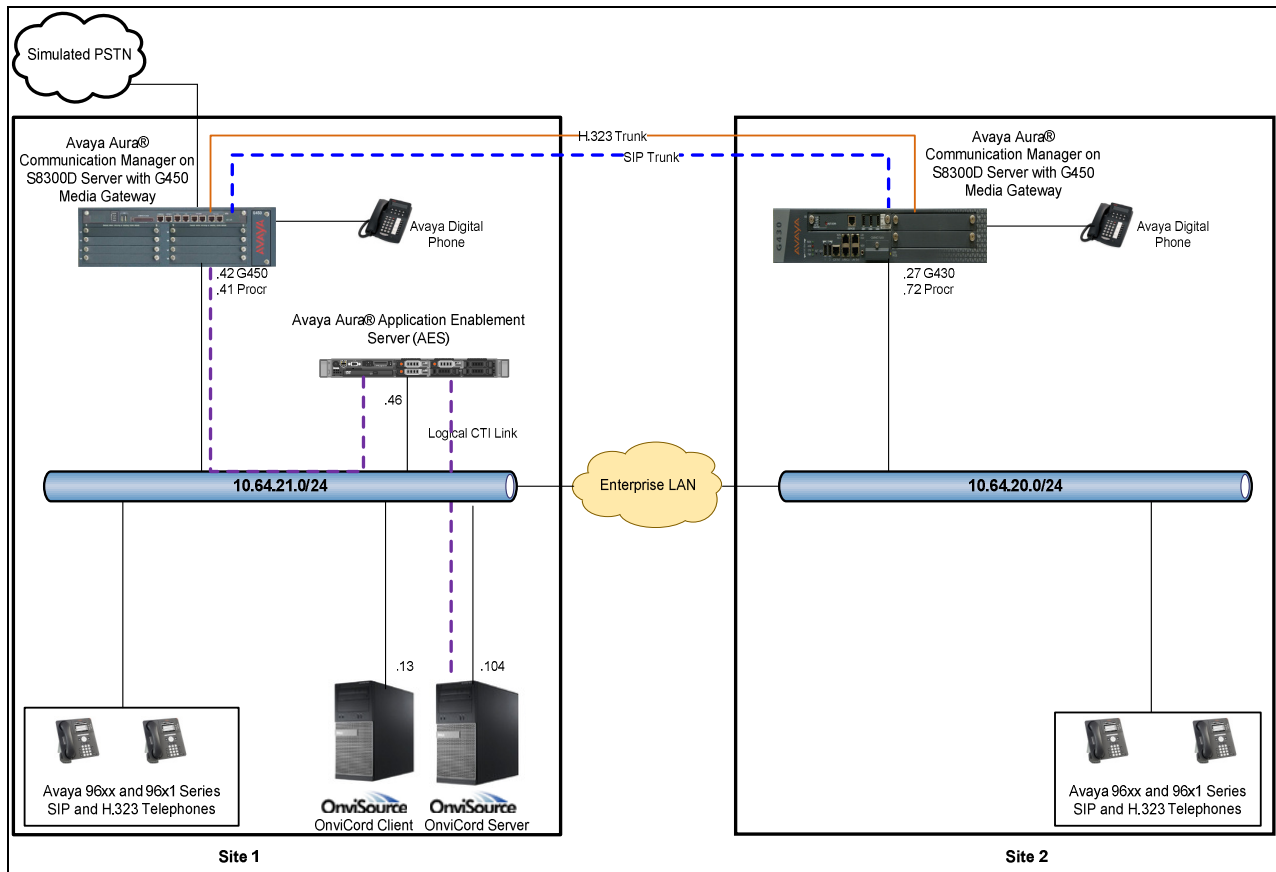 Simulated PSTN
Avaya Aura®
Communication Manager on
S8300D Server with G450
Media Gateway
H.323 Trunk
SIP Trunk
Avaya Aura®
Communication Manager on
S8300D Server with G450
Media Gateway
G450
AVAYA
Avaya Digital
Phone
G430
AVAYA
Avaya Digital
Phone
.42 G450
.41 Procr
.27 G430
.72 Procr
Avaya Aura® Application Enablement
Server (AES)
.46
Logical CTI Link
10.64.21.0/24
Enterprise LAN
10.64.20.0/24
.13
.104
Avaya 96xx and 96x1 Series
SIP and H.323 Telephones
OnviSource
OnviCord Client
OnviSource
OnviCord Server
Avaya 96xx and 96x1 Series
SIP and H.323 Telephones
Site 1
Site 2